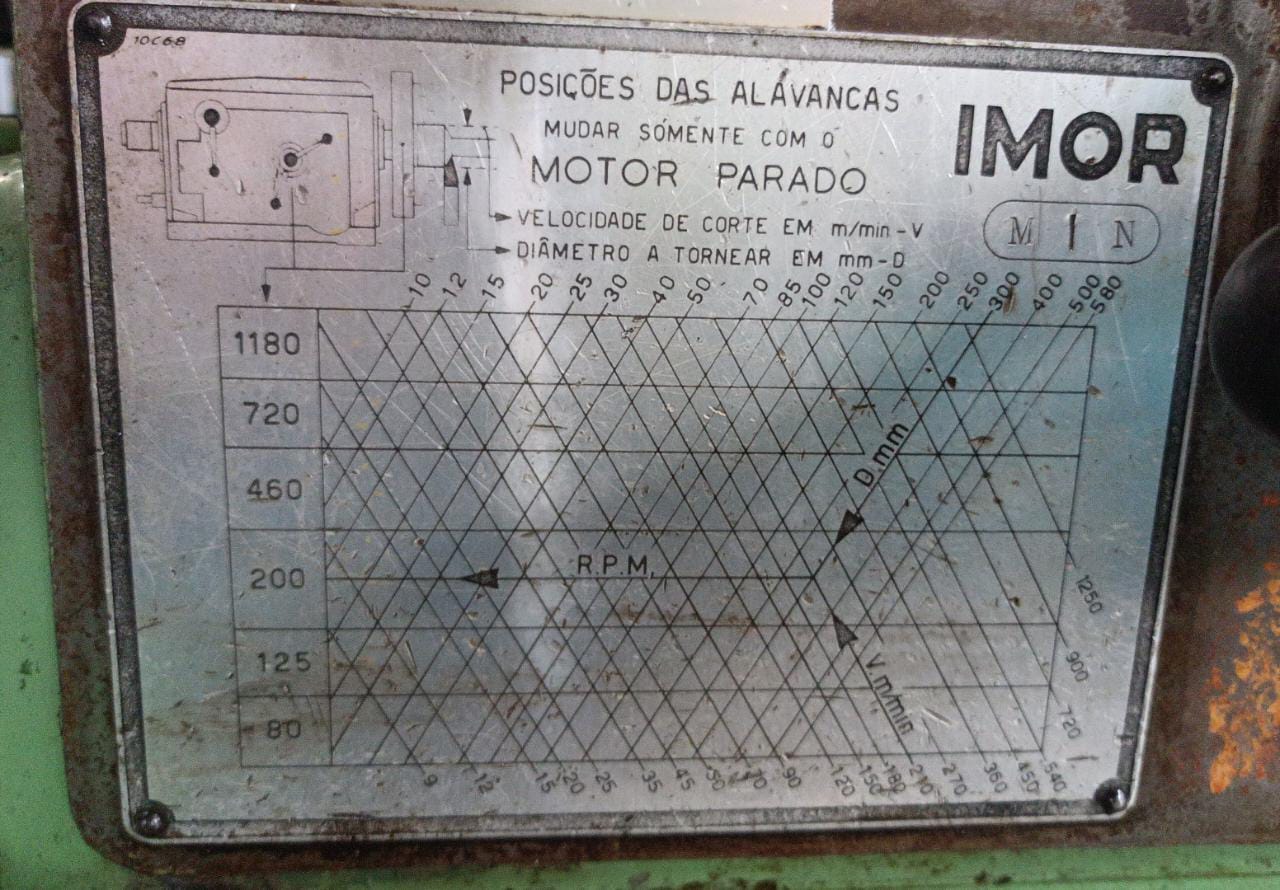 10C68
POSIÇÕES DAS ALAVANCAS
MUDAR SÓMENTE COM O
MOTOR PARADO
IMOR
M I N
VELOCIDADE DE CORTE EM m/min-V
DIÂMETRO A TORNEAR EM mm-D
10 12 15 20 25 30 40 50 70 85 100 120 150 200 250 300 400 500 580
1180
720
460
D.mm
200
R.P.M.
1250
125
V.m/min
900
80
720
9 12 15 20 25 35 45 50 70 90 120 150 180 210 270 360 450 540